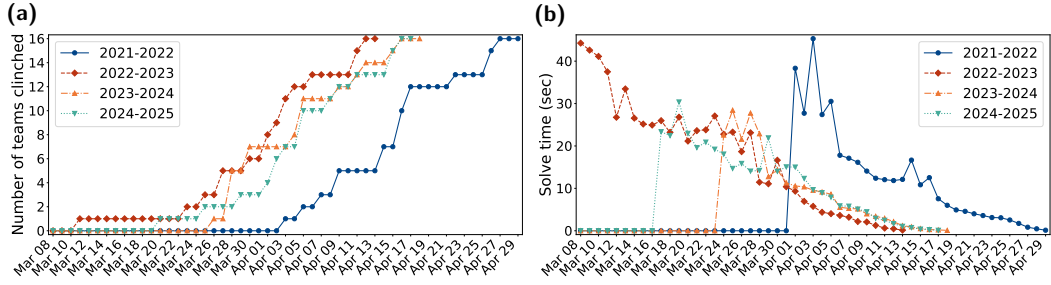 (a)
Number of teams clinched
16
14
12
10
8
6
4
2
0
2021-2022
2022-2023
2023-2024
2024-2025
Mar 08
Mar 10
Mar 12
Mar 14
Mar 16
Mar 18
Mar 20
Mar 22
Mar 24
Mar 26
Mar 28
Mar 30
Apr 01
Apr 03
Apr 05
Apr 07
Apr 09
Apr 11
Apr 13
Apr 15
Apr 17
Apr 19
Apr 21
Apr 23
Apr 25
Apr 27
Apr 29
(b)
Solve time (sec)
40
30
20
10
0
2021-2022
2022-2023
2023-2024
2024-2025
Mar 08
Mar 10
Mar 12
Mar 14
Mar 16
Mar 18
Mar 20
Mar 22
Mar 24
Mar 26
Mar 28
Mar 30
Apr 01
Apr 03
Apr 05
Apr 07
Apr 09
Apr 11
Apr 13
Apr 15
Apr 17
Apr 19
Apr 21
Apr 23
Apr 25
Apr 27
Apr 29